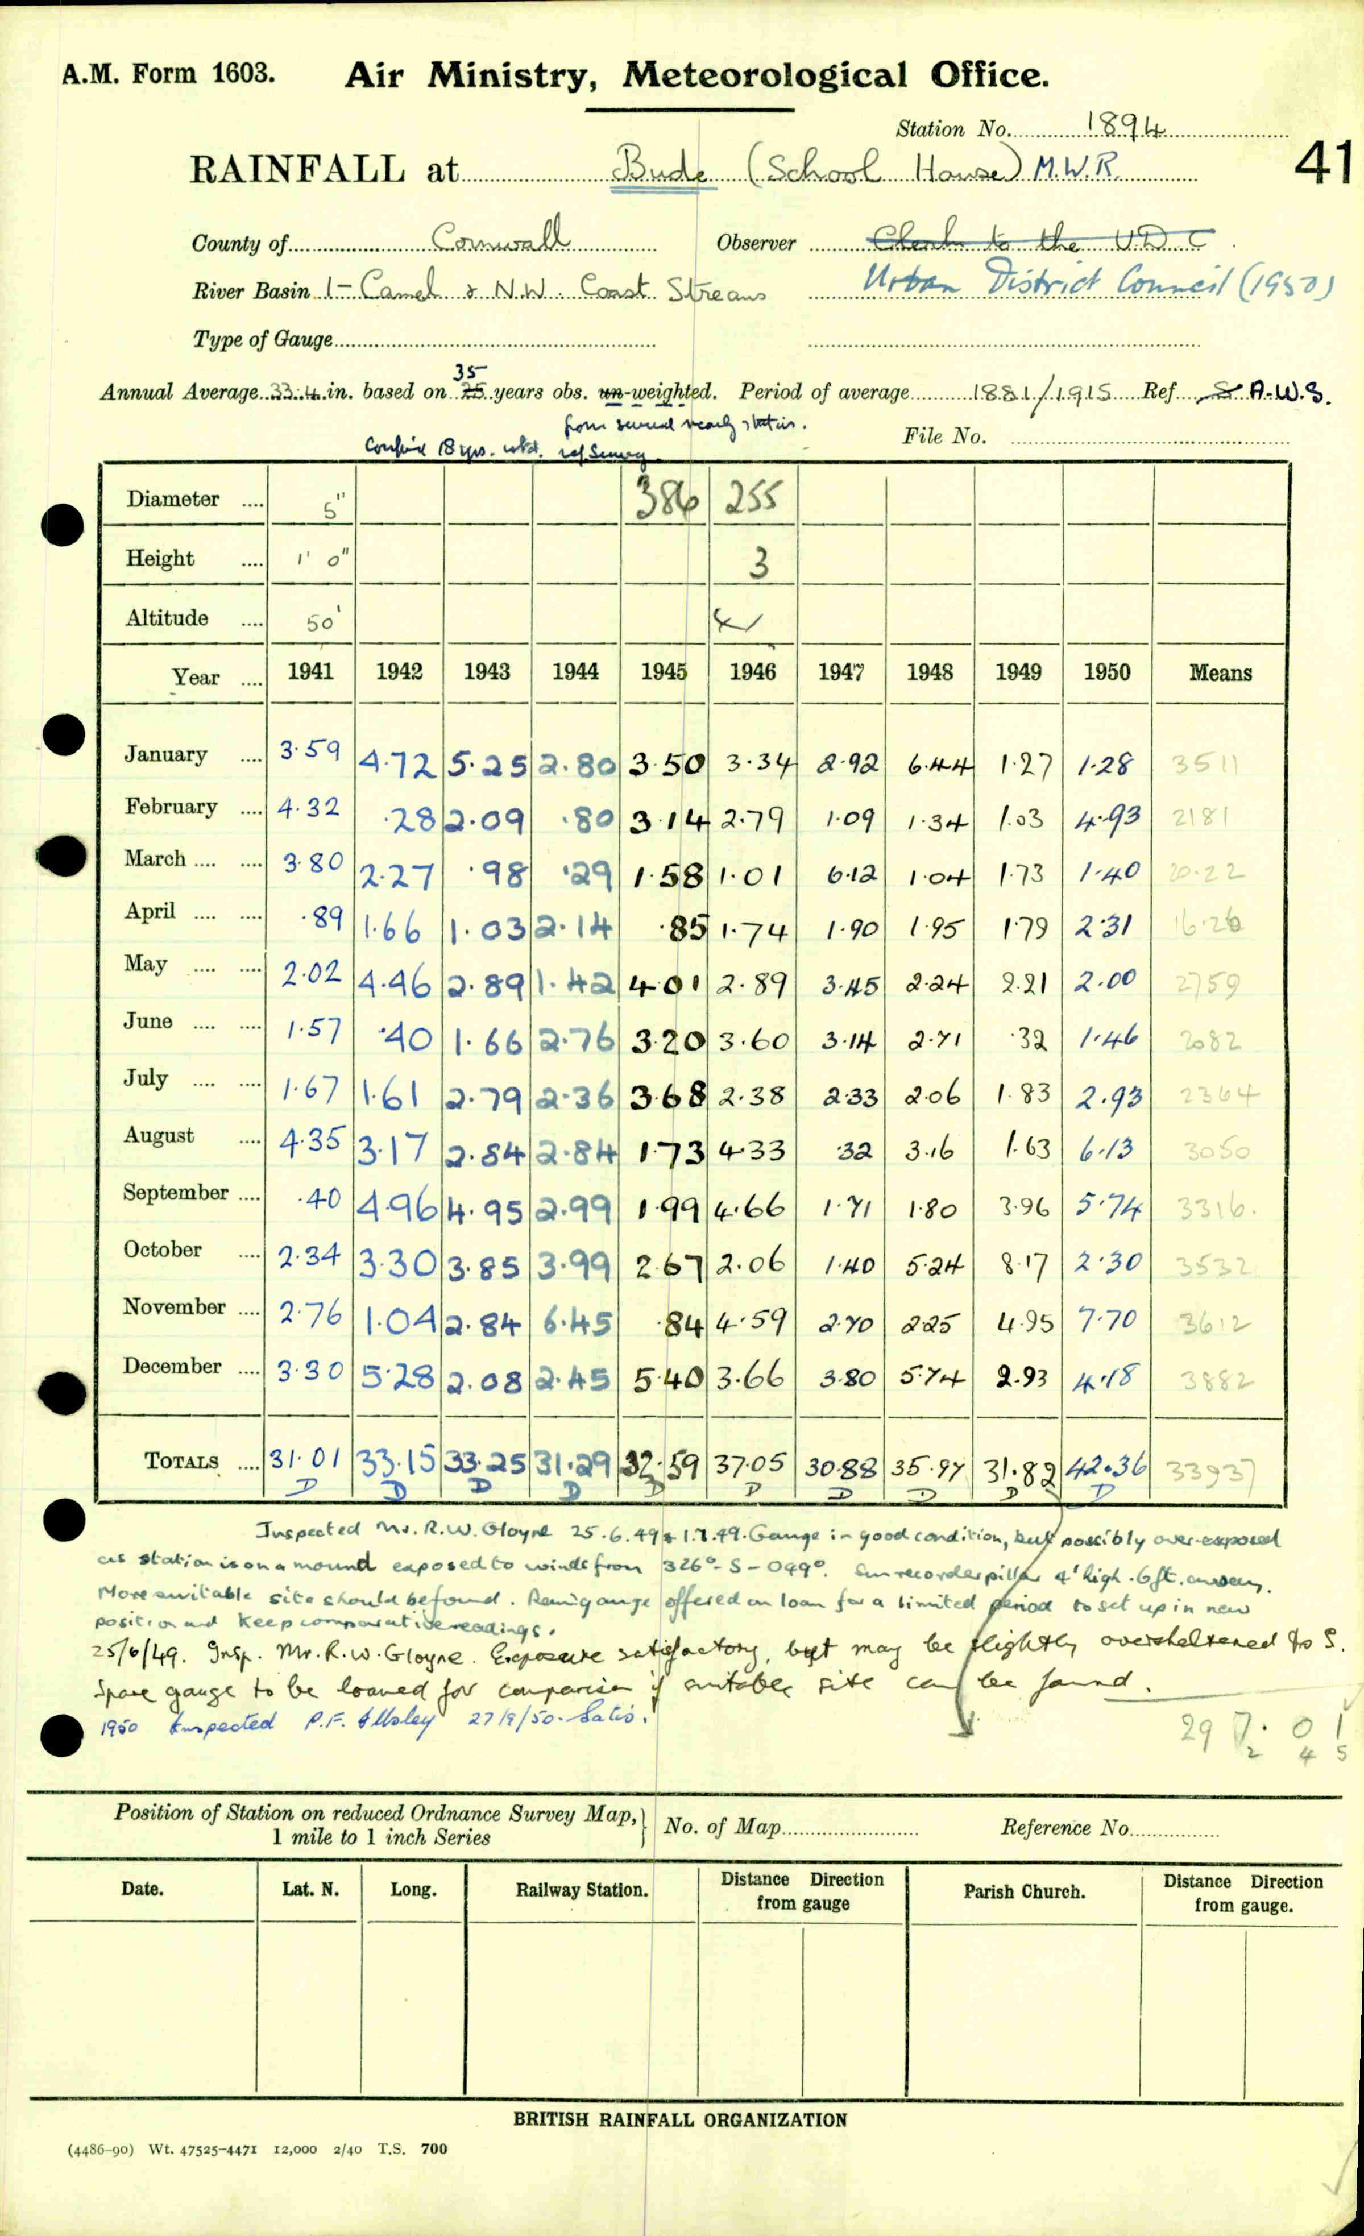 A.M. Form 1603. Air Ministry, Meteorological Office.
Station No. 1894
41
RAINFALL at Bude (School House) M.W.R.
County of Cornwall Observer Clerk to the U.D.C.
River Basin 1 - Camel & N.W. Coast Streams Urban District Council (1950)
Type of Gauge
Annual Average 33.4 in. based on 25 35 years obs. un-weighted. Period of average 1881/1915 Ref. S. A.W.S.
from several nearly statin.
18 yrs. File No.
Diameter .... 5" 386 255
Height .... 1' 0" 3
Altitude .... 50'
Year .... 1941 1942 1943 1944 1945 1946 1947 1948 1949 1950 Means
January .... 3.59 4.72 5.25 2.80 3.50 3.34 2.92 6.44 1.27 1.28 3511
February .... 4.32 .28 2.09 .80 3.14 2.79 1.09 1.34 1.03 4.93 2181
March .... .... 3.80 2.27 .98 .29 1.58 1.01 6.12 1.04 1.73 1.40 20.22
April .... .... .89 1.66 1.03 2.14 .85 1.74 1.90 1.95 1.79 2.31 16.26
May .... .... 2.02 4.46 2.89 1.42 4.01 2.89 3.45 2.24 2.21 2.00 2759
June .... .... 1.57 .40 1.66 2.76 3.20 3.60 3.14 2.71 .32 1.46 2082
July .... .... 1.67 1.61 2.79 2.36 3.68 2.38 2.33 2.06 1.83 2.93 2364
August .... 4.35 3.17 2.84 2.84 1.73 4.33 .32 3.16 1.63 6.13 3050
September .... .40 4.96 4.95 2.99 1.99 4.66 1.71 1.80 3.96 5.74 3316.
October .... 2.34 3.30 3.85 3.99 2.67 2.06 1.40 5.24 8.17 2.30 3532
November .... 2.76 1.04 2.84 6.45 .84 4.59 2.70 2.25 4.95 7.70 3612
December .... 3.30 5.28 2.08 2.45 5.40 3.66 3.80 5.74 2.93 4.18 3882
TOTALS .... 31.01 33.15 33.25 31.29 32.59 37.05 30.88 35.97 31.82 42.36 33937
D D D D D D D D D D
Inspected Mr. R.W. Gloyne 25.6.49 & 1.7.49. Gauge in good condition, but possibly over-exposed
as station is on a mound exposed to winds from 326° - S - 099°. Sun recorder pillar 4' high . 6ft. away.
More suitable site should be found. Raingauge offered on loan for a limited period to set up in new
position and keep comparative readings.
25/6/49. Insp. Mr. R.W. Gloyne. Exposure satisfactory, but may be slightly oversheltered to S.
Spare gauge to be loaned for comparison if suitable site can be found.
1950 Inspected P.F. 27/9/50. Satis.
297.01
2 4 5
Position of Station on reduced Ordnance Survey Map, No. of Map Reference No.
1 mile to 1 inch Series
Date. Lat. N. Long. Railway Station. Distance Direction from gauge Parish Church. Distance Direction from gauge.
BRITISH RAINFALL ORGANIZATION
(4486-90) Wt. 47525-4471 12,000 2/40 T.S. 700